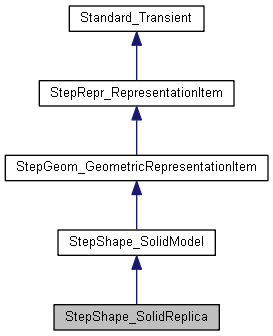 Standard_Transient
StepRepr_RepresentationItem
StepGeom_GeometricRepresentationItem
StepShape_SolidModel
StepShape_SolidReplica